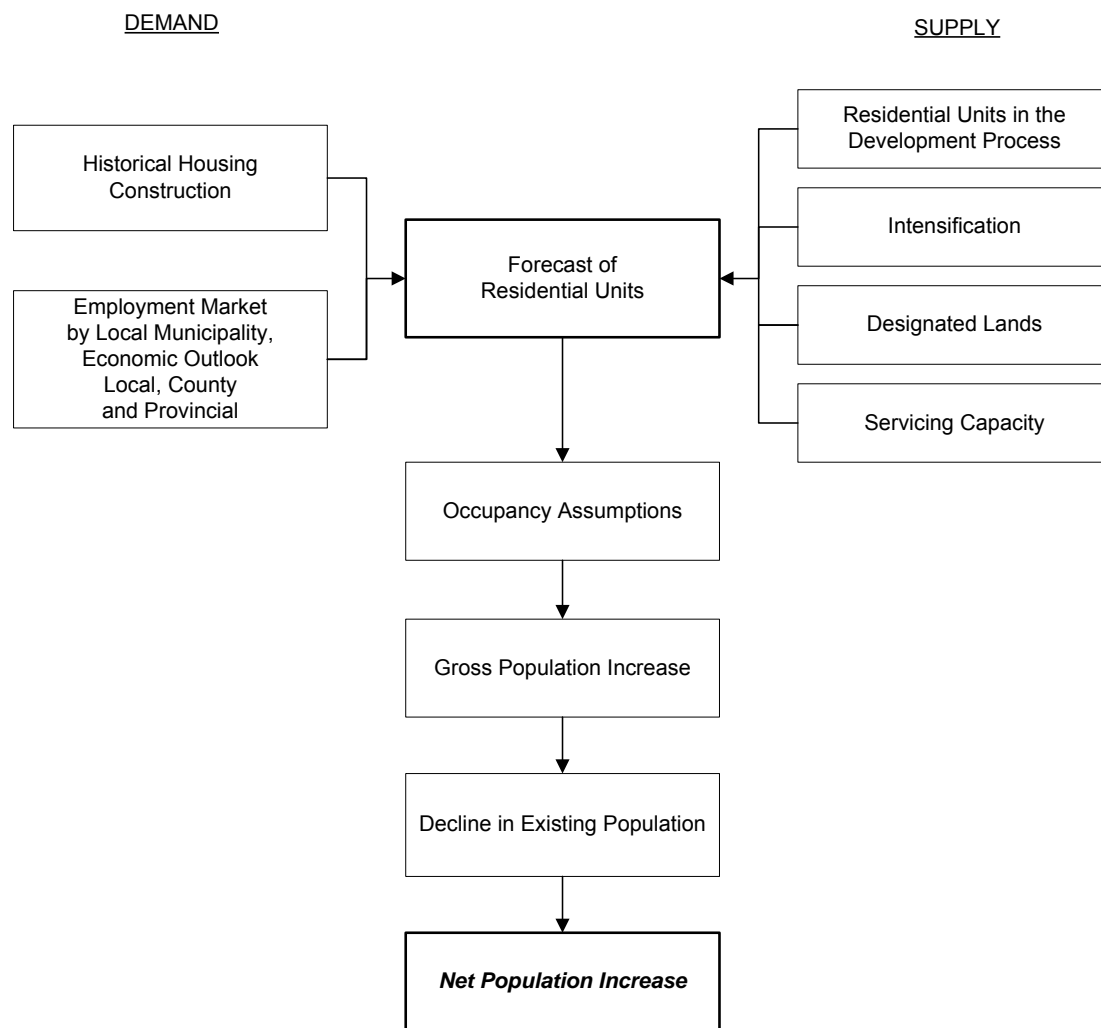 DEMAND
SUPPLY
Historical Housing
Construction
Employment Market
by Local Municipality,
Economic Outlook
Local, County
and Provincial
Residential Units in the
Development Process
Intensification
Designated Lands
Servicing Capacity
Forecast of
Residential Units
Occupancy Assumptions
Gross Population Increase
Decline in Existing Population
Net Population Increase